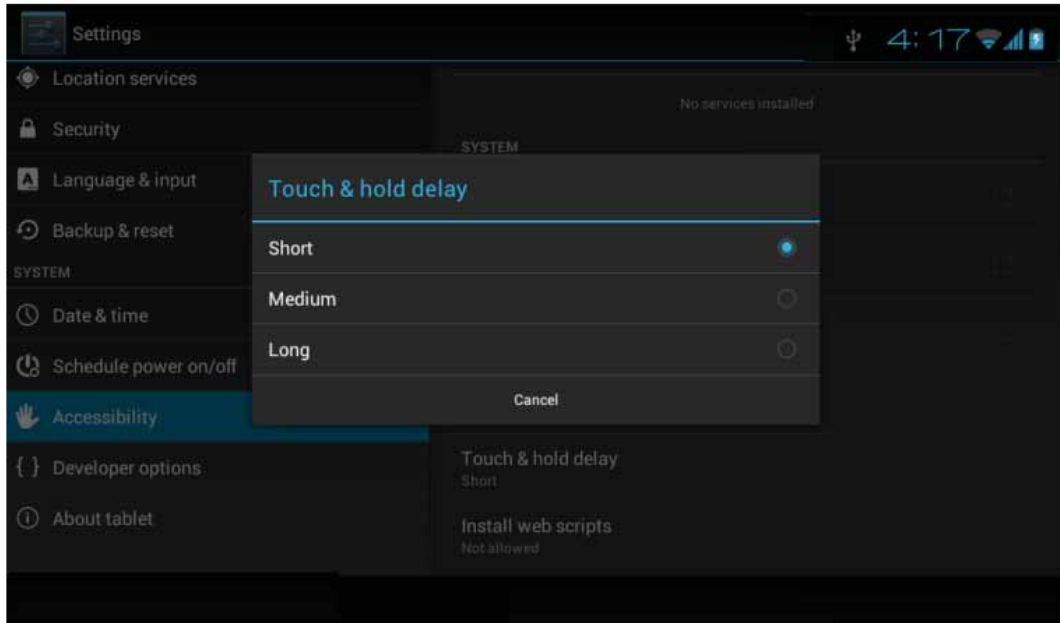 Settings
4:17
Location services
Security
Language & input
Backup & reset
SYSTEM
Date & time
Schedule power on/off
Accessibility
{ } Developer options
About tablet
No services installed
SYSTEM
Touch & hold delay
Short
Medium
Long
Cancel
Touch & hold delay
Short
Install web scripts
Not allowed